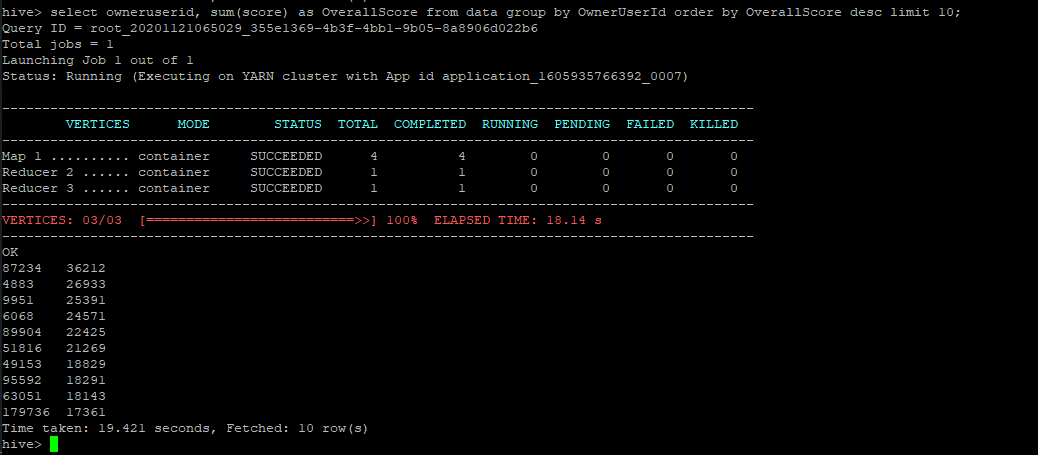 hive> select owneruserid, sum(score) as OverallScore from data group by OwnerUserId order by OverallScore desc limit 10;
Query ID = root_20201121065029_355e1369-4b3f-4bb1-9b05-8a8906d022b6
Total jobs = 1
Launching Job 1 out of 1
Status: Running (Executing on YARN cluster with App id application_1605935766392_0007)
----------------------------------------------------------------------------------------------
        VERTICES      MODE        STATUS  TOTAL  COMPLETED  RUNNING  PENDING  FAILED  KILLED
----------------------------------------------------------------------------------------------
Map 1 .......... container     SUCCEEDED      4          4        0        0       0       0
Reducer 2 ...... container     SUCCEEDED      1          1        0        0       0       0
Reducer 3 ...... container     SUCCEEDED      1          1        0        0       0       0
----------------------------------------------------------------------------------------------
VERTICES: 03/03  [==========================>>] 100%  ELAPSED TIME: 18.14 s
----------------------------------------------------------------------------------------------
OK
87234   36212
4883    26933
9951    25391
6068    24571
89904   22425
51816   21269
49153   18829
95592   18291
63051   18143
179736  17361
Time taken: 19.421 seconds, Fetched: 10 row(s)
hive>